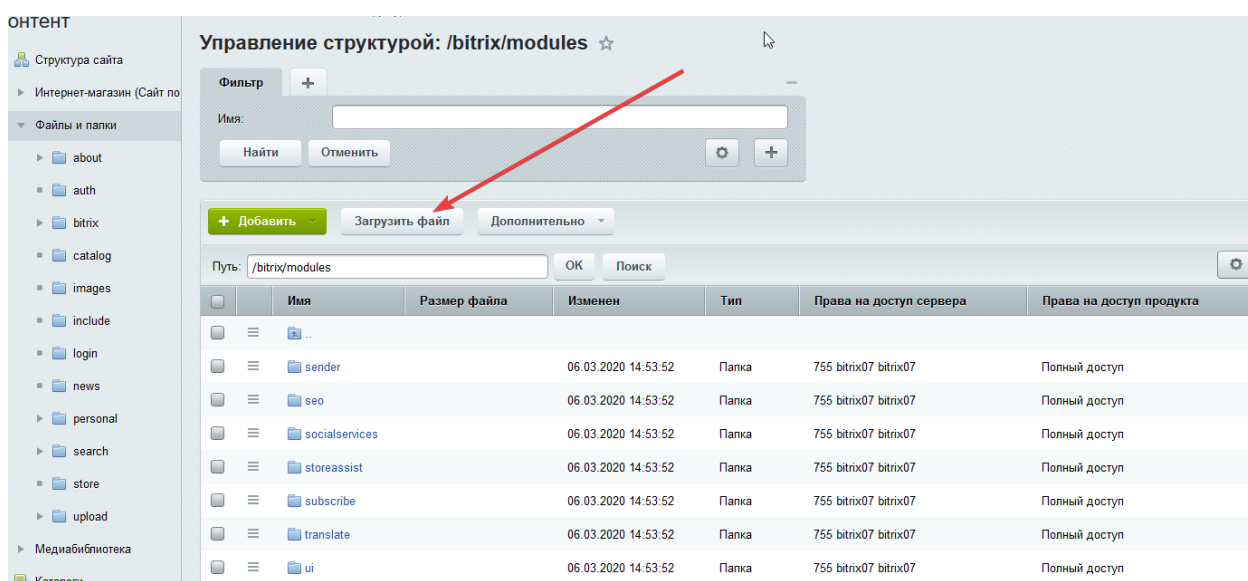 онтент
Структура сайта
Интернет-магазин (Сайт по
Файлы и папки
about
auth
bitrix
catalog
images
include
login
news
personal
search
store
upload
Медиабиблиотека
Каталоги
Управление структурой: /bitrix/modules
Фильтр
Имя:
Найти Отменить
Добавить Загрузить файл Дополнительно
Путь: /bitrix/modules OK Поиск
Имя Размер файла Изменен Тип Права на доступ сервера Права на доступ продукта
..
sender 06.03.2020 14:53:52 Папка 755 bitrix07 bitrix07 Полный доступ
seo 06.03.2020 14:53:52 Папка 755 bitrix07 bitrix07 Полный доступ
socialservices 06.03.2020 14:53:52 Папка 755 bitrix07 bitrix07 Полный доступ
storeassist 06.03.2020 14:53:52 Папка 755 bitrix07 bitrix07 Полный доступ
subscribe 06.03.2020 14:53:52 Папка 755 bitrix07 bitrix07 Полный доступ
translate 06.03.2020 14:53:52 Папка 755 bitrix07 bitrix07 Полный доступ
ui 06.03.2020 14:53:52 Папка 755 bitrix07 bitrix07 Полный доступ